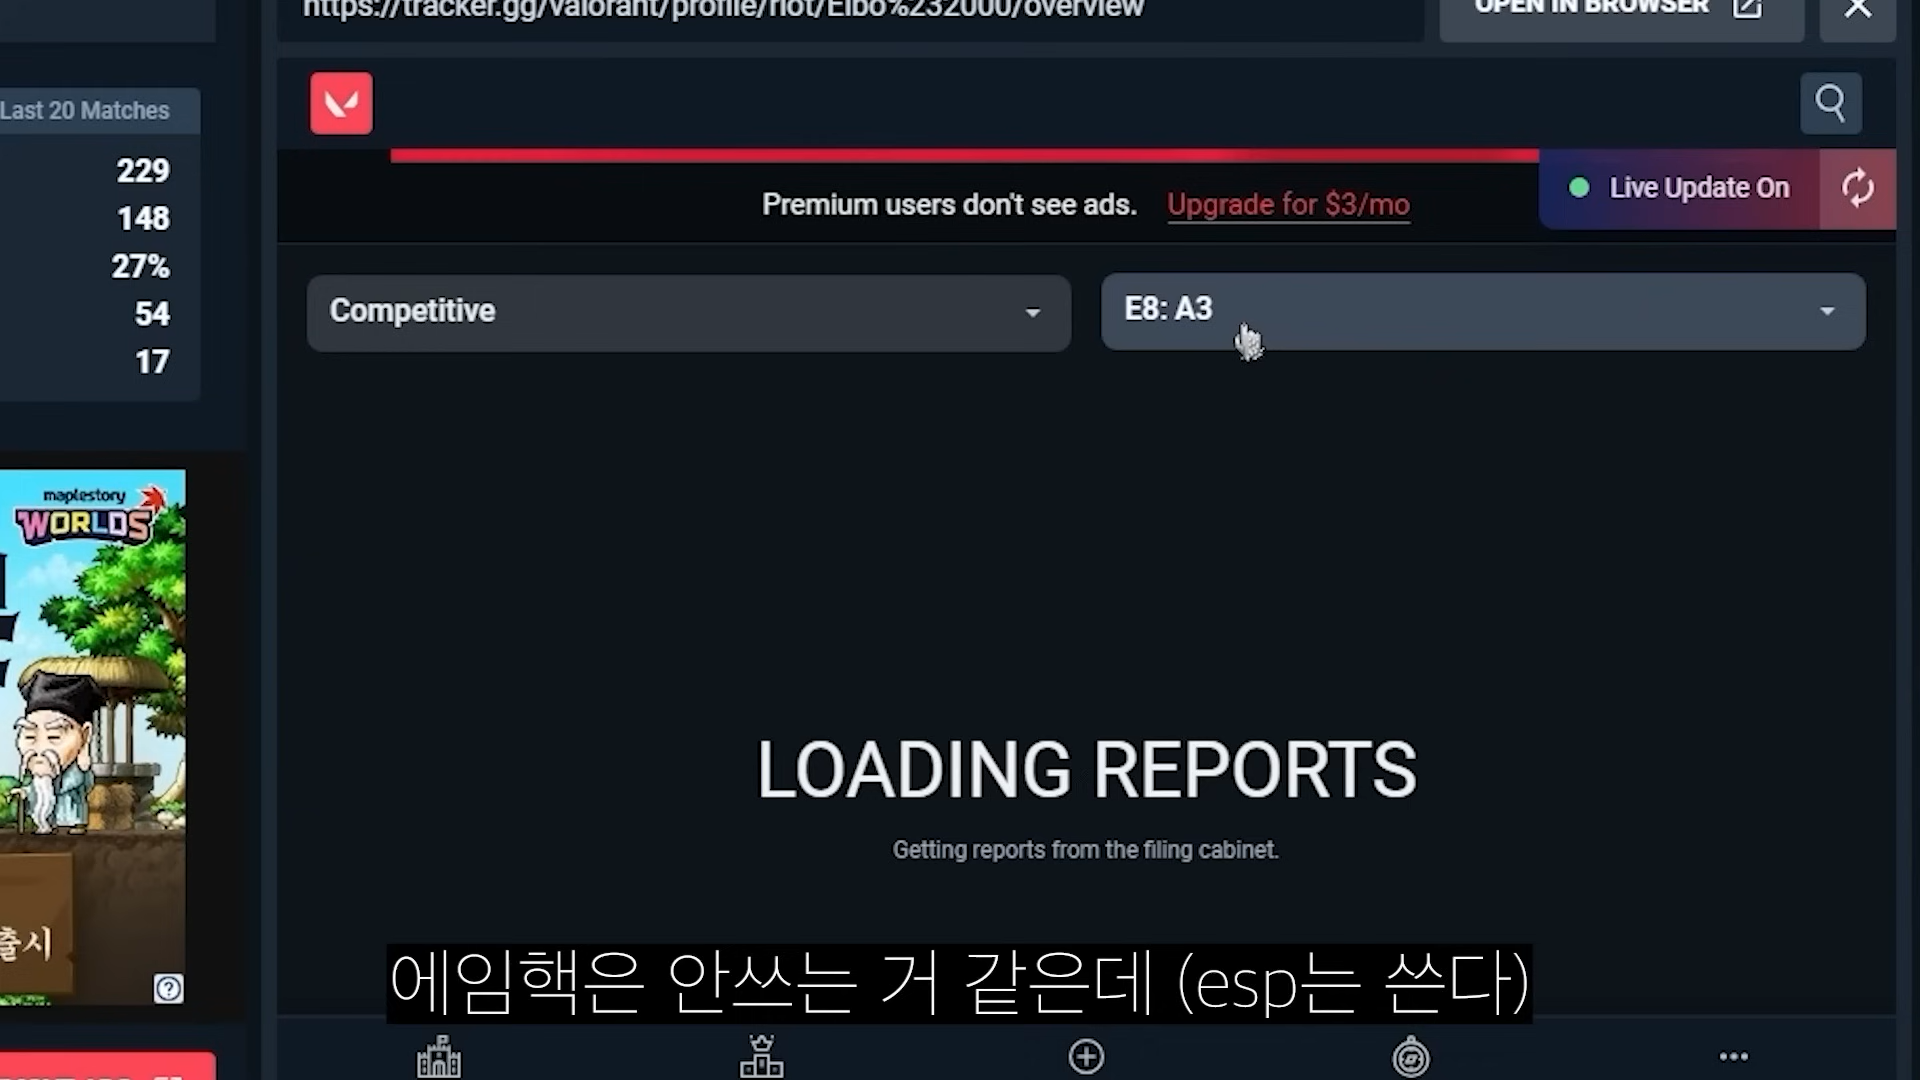 https://tracker.gg/valorant/profile/riot/Elbo%232000/overview
OPEN IN BROWSER
Last 20 Matches
229
148
27%
54
17
Premium users don't see ads. Upgrade for $3/mo
Live Update On
Competitive
E8: A3
maplestory
WORLDS
출시
LOADING REPORTS
Getting reports from the filing cabinet.
에임핵은 안쓰는 거 같은데 (esp는 쓴다)